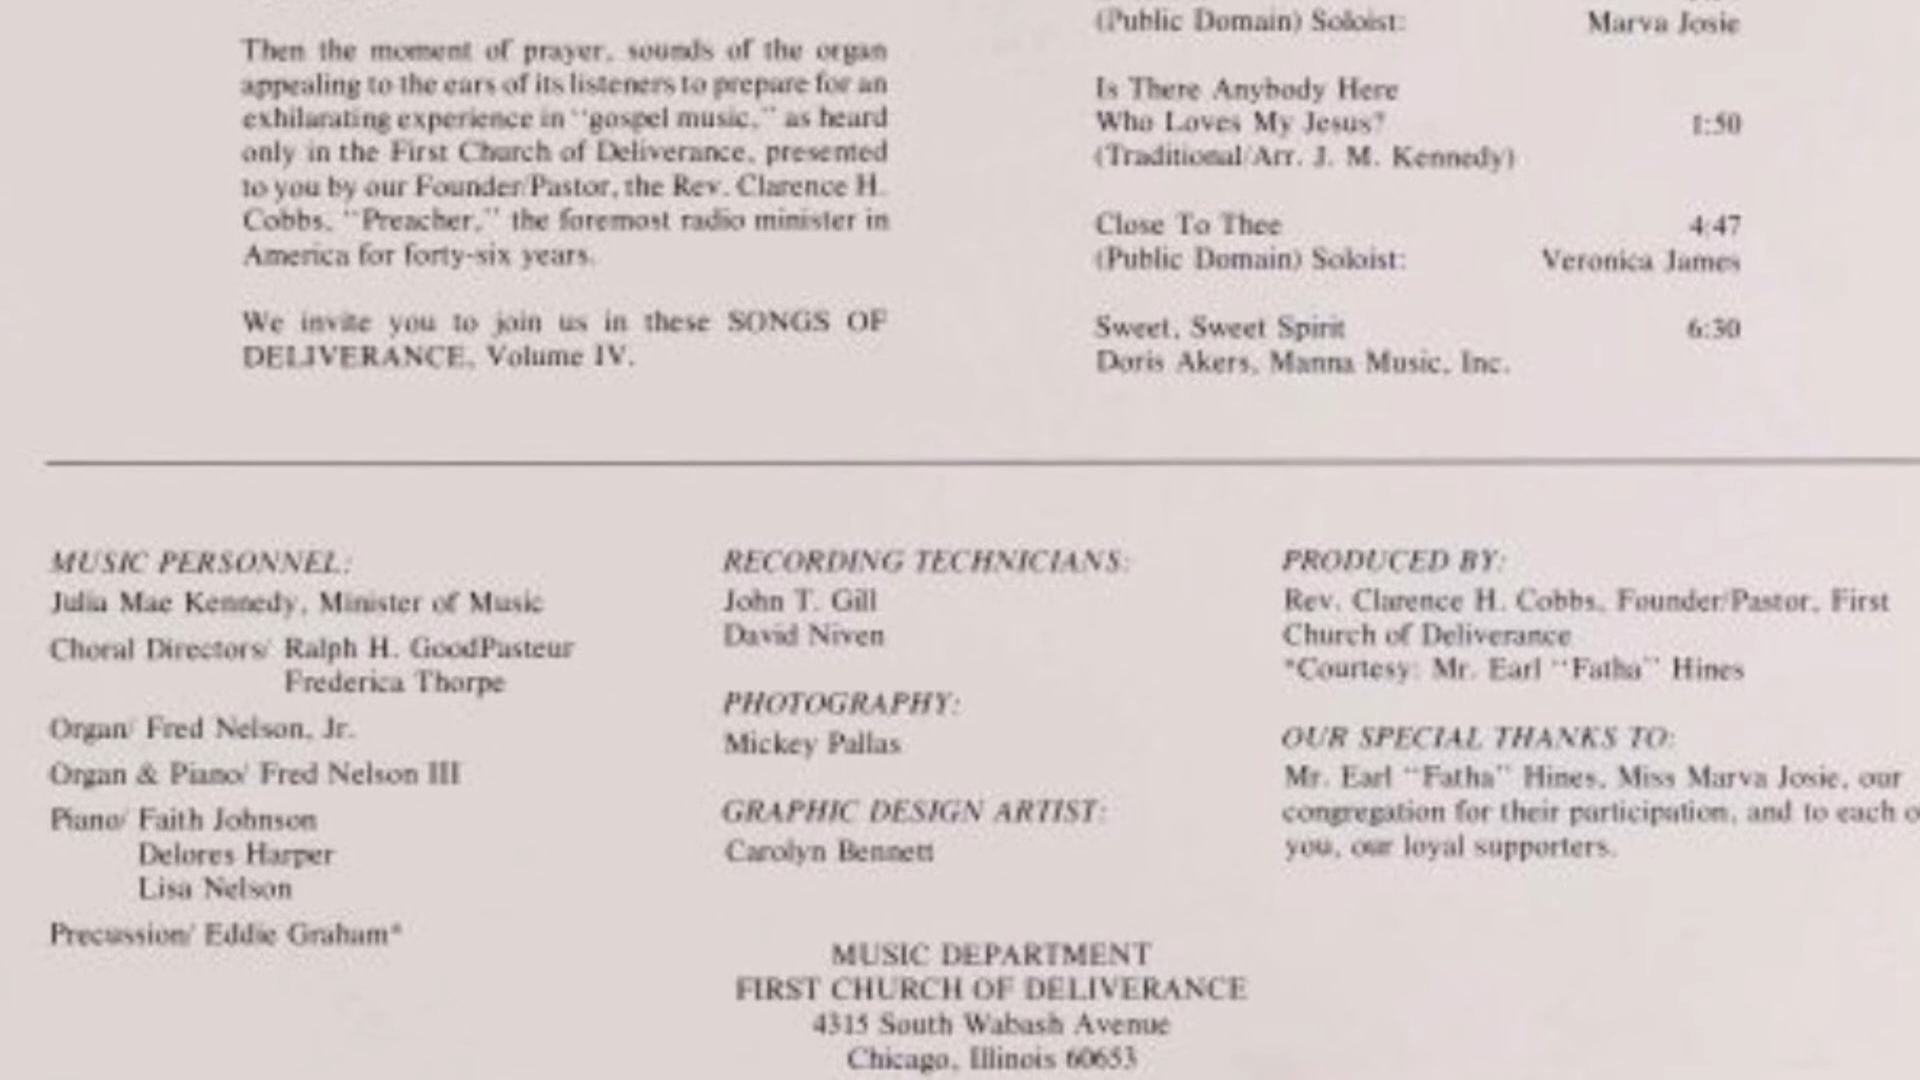 Then the moment of prayer, sounds of the organ
appealing to the ears of its listeners to prepare for an
exhilarating experience in "gospel music," as heard
only in the First Church of Deliverance, presented
to you by our Founder/Pastor, the Rev. Clarence H.
Cobbs, "Preacher," the foremost radio minister in
America for forty-six years.
We invite you to join us in these SONGS OF
DELIVERANCE, Volume IV.
(Public Domain) Soloist: Marva Josie
Is There Anybody Here
Who Loves My Jesus? 1:50
(Traditional/Arr. J. M. Kennedy)
Close To Thee 4:47
(Public Domain) Soloist: Veronica James
Sweet, Sweet Spirit 6:30
Doris Akers, Manna Music, Inc.
MUSIC PERSONNEL:
Julia Mae Kennedy, Minister of Music
Choral Directors/ Ralph H. GoodPasteur
Frederica Thorpe
Organ/ Fred Nelson, Jr.
Organ & Piano/ Fred Nelson III
Piano/ Faith Johnson
Delores Harper
Lisa Nelson
Precussion/ Eddie Graham*
RECORDING TECHNICIANS:
John T. Gill
David Niven
PHOTOGRAPHY:
Mickey Pallas
GRAPHIC DESIGN ARTIST:
Carolyn Bennett
PRODUCED BY:
Rev. Clarence H. Cobbs, Founder/Pastor, First
Church of Deliverance
*Courtesy: Mr. Earl "Fatha" Hines
OUR SPECIAL THANKS TO:
Mr. Earl "Fatha" Hines, Miss Marva Josie, our
congregation for their participation, and to each o
you, our loyal supporters.
MUSIC DEPARTMENT
FIRST CHURCH OF DELIVERANCE
4315 South Wabash Avenue
Chicago, Illinois 60653